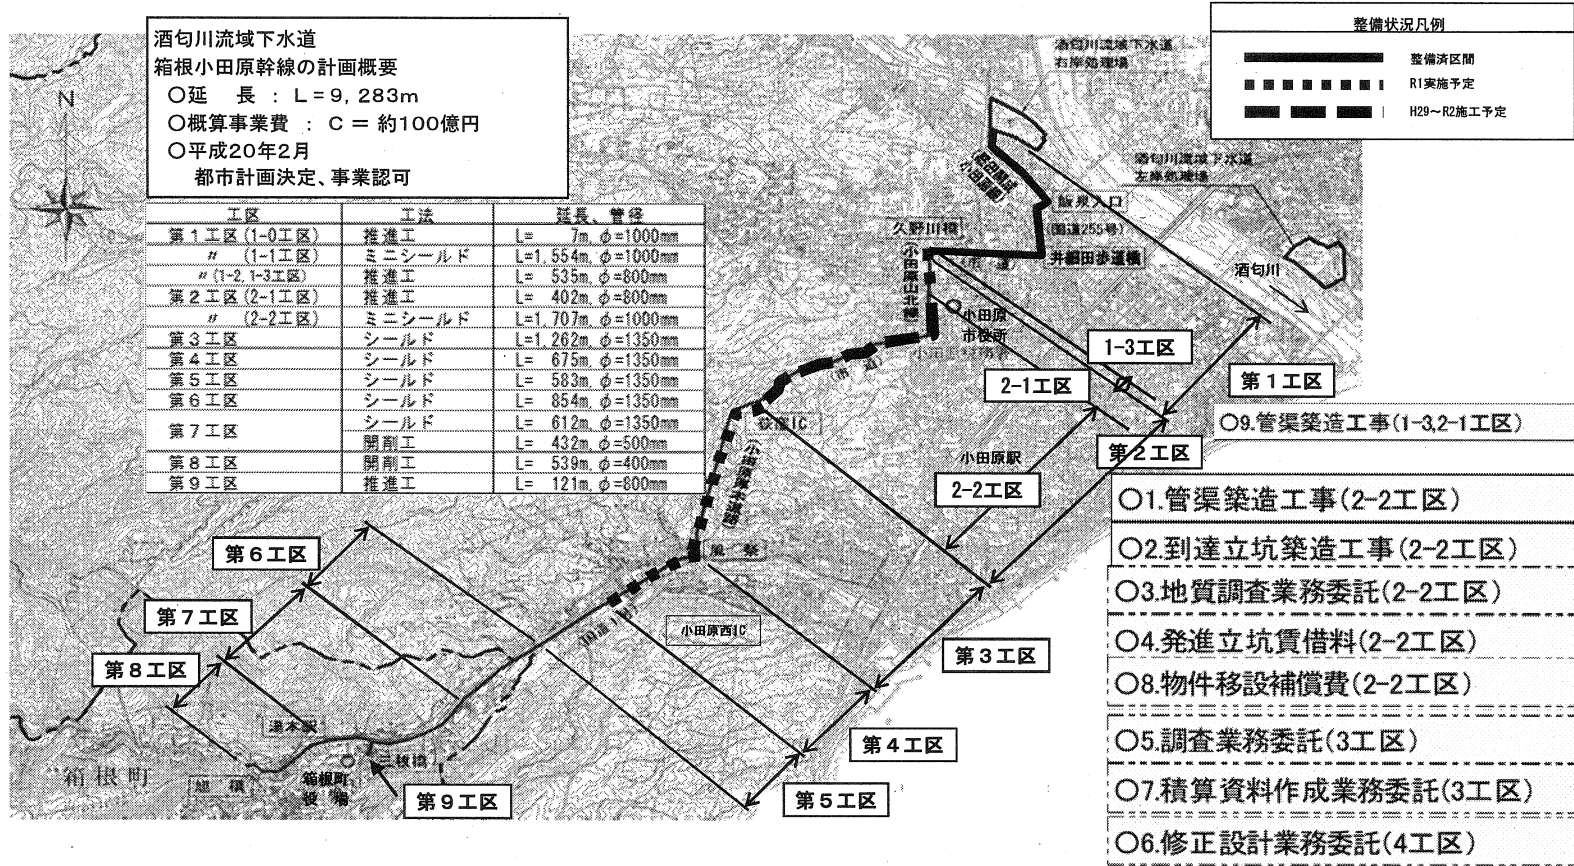 酒匂川流域下水道
箱根小田原幹線の計画概要
○延　長 : L=9,283m
○概算事業費 : C = 約100億円
○平成20年2月
都市計画決定、事業認可
整備状況凡例
整備済区間
R1実施予定
H29~R2施工予定
N
酒匂川流域下水道
右岸処理場
酒匂川流域下水道
左岸処理場
工区 工法 延長、管径
第1工区(1-0工区) 推進工 L= 7m, φ=1000mm
〃 (1-1工区) ミニシールド L=1,554m, φ=1000mm
〃(1-2, 1-3工区) 推進工 L= 535m, φ=800mm
第2工区(2-1工区) 推進工 L= 402m, φ=800mm
〃 (2-2工区) ミニシールド L=1,707m, φ=1000mm
第3工区 シールド L=1,262m, φ=1350mm
第4工区 シールド L= 675m, φ=1350mm
第5工区 シールド L= 583m, φ=1350mm
第6工区 シールド L= 854m, φ=1350mm
第7工区 シールド L= 612m, φ=1350mm
開削工 L= 432m, φ=500mm
第8工区 開削工 L= 539m, φ=400mm
第9工区 推進工 L= 121m, φ=800mm
飯泉入口
(国道255号)
久野川橋
井細田歩道橋
(市道)
(小田原山北線)
酒匂川
小田原
市役所
(市道)
荻窪IC
1-3工区
2-1工区
第1工区
○9.管渠築造工事(1-3,2-1工区)
第2工区
小田原駅
2-2工区
(小田原厚木道路)
風祭
○1.管渠築造工事(2-2工区)
○2.到達立坑築造工事(2-2工区)
○3.地質調査業務委託(2-2工区)
○4.発進立坑賃借料(2-2工区)
○8.物件移設補償費(2-2工区)
○5.調査業務委託(3工区)
○7.積算資料作成業務委託(3工区)
○6.修正設計業務委託(4工区)
第6工区
第7工区
第8工区
小田原西IC
第3工区
第4工区
第5工区
湯本駅
三枚橋
箱根町
旭橋
箱根町
役場
第9工区